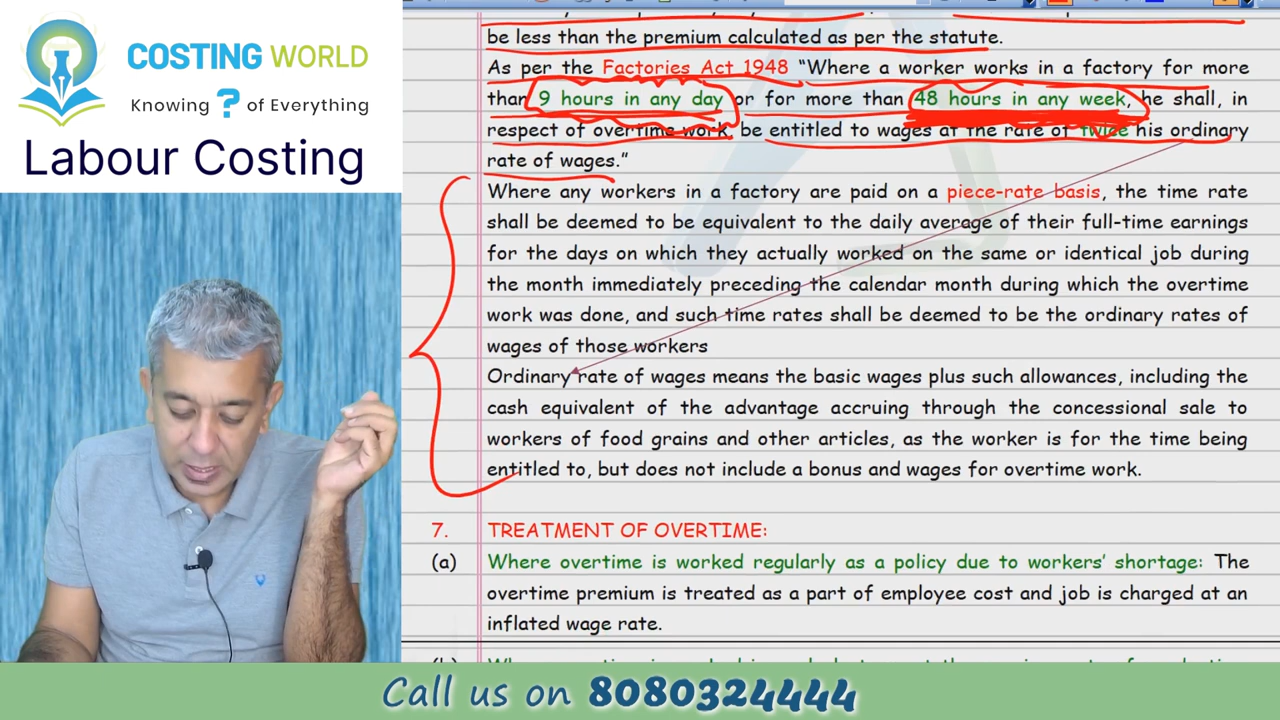 COSTING WORLD
Knowing ? of Everything
Labour Costing
be less than the premium calculated as per the statute.
As per the Factories Act 1948 “Where a worker works in a factory for more
than 9 hours in any day or for more than 48 hours in any week, he shall, in
respect of overtime work, be entitled to wages at the rate of twice his ordinary
rate of wages.”
Where any workers in a factory are paid on a piece-rate basis, the time rate
shall be deemed to be equivalent to the daily average of their full-time earnings
for the days on which they actually worked on the same or identical job during
the month immediately preceding the calendar month during which the overtime
work was done, and such time rates shall be deemed to be the ordinary rates of
wages of those workers
Ordinary rate of wages means the basic wages plus such allowances, including the
cash equivalent of the advantage accruing through the concessional sale to
workers of food grains and other articles, as the worker is for the time being
entitled to, but does not include a bonus and wages for overtime work.
7. TREATMENT OF OVERTIME:
(a) Where overtime is worked regularly as a policy due to workers’ shortage: The
overtime premium is treated as a part of employee cost and job is charged at an
inflated wage rate.
Call us on 8080324444